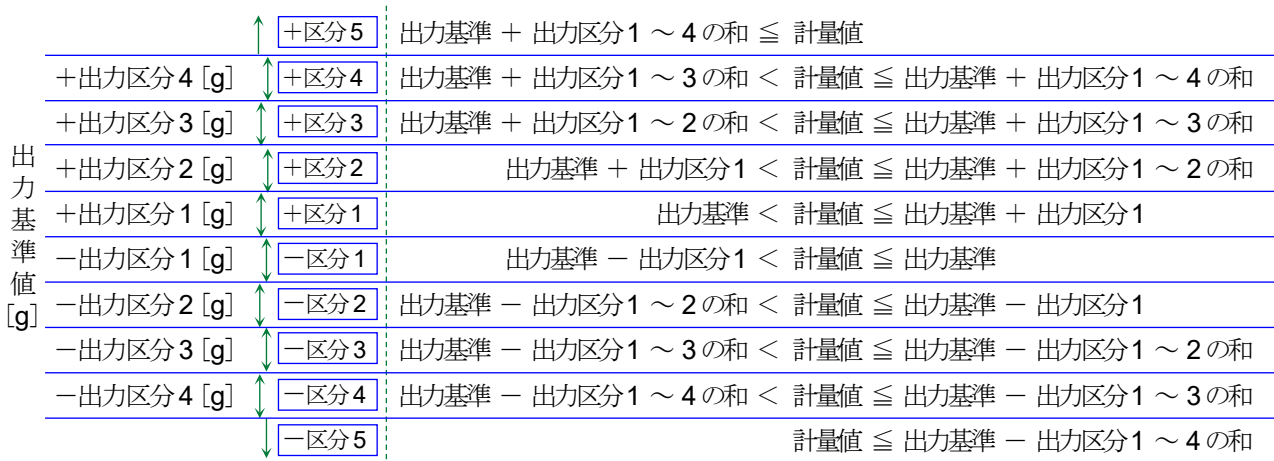 +区分5 出力基準 + 出力区分1 ~ 4の和 ≦ 計量値
+出力区分4 [g] +区分4 出力基準 + 出力区分1 ~ 3の和 < 計量値 ≦ 出力基準 + 出力区分1 ~ 4の和
+出力区分3 [g] +区分3 出力基準 + 出力区分1 ~ 2の和 < 計量値 ≦ 出力基準 + 出力区分1 ~ 3の和
+出力区分2 [g] +区分2 出力基準 + 出力区分1 < 計量値 ≦ 出力基準 + 出力区分1 ~ 2の和
+出力区分1 [g] +区分1 出力基準 < 計量値 ≦ 出力基準 + 出力区分1
出力基準値[g]
-出力区分1 [g] -区分1 出力基準 - 出力区分1 < 計量値 ≦ 出力基準
-出力区分2 [g] -区分2 出力基準 - 出力区分1 ~ 2の和 < 計量値 ≦ 出力基準 - 出力区分1
-出力区分3 [g] -区分3 出力基準 - 出力区分1 ~ 3の和 < 計量値 ≦ 出力基準 - 出力区分1 ~ 2の和
-出力区分4 [g] -区分4 出力基準 - 出力区分1 ~ 4の和 < 計量値 ≦ 出力基準 - 出力区分1 ~ 3の和
-区分5 計量値 ≦ 出力基準 - 出力区分1 ~ 4の和